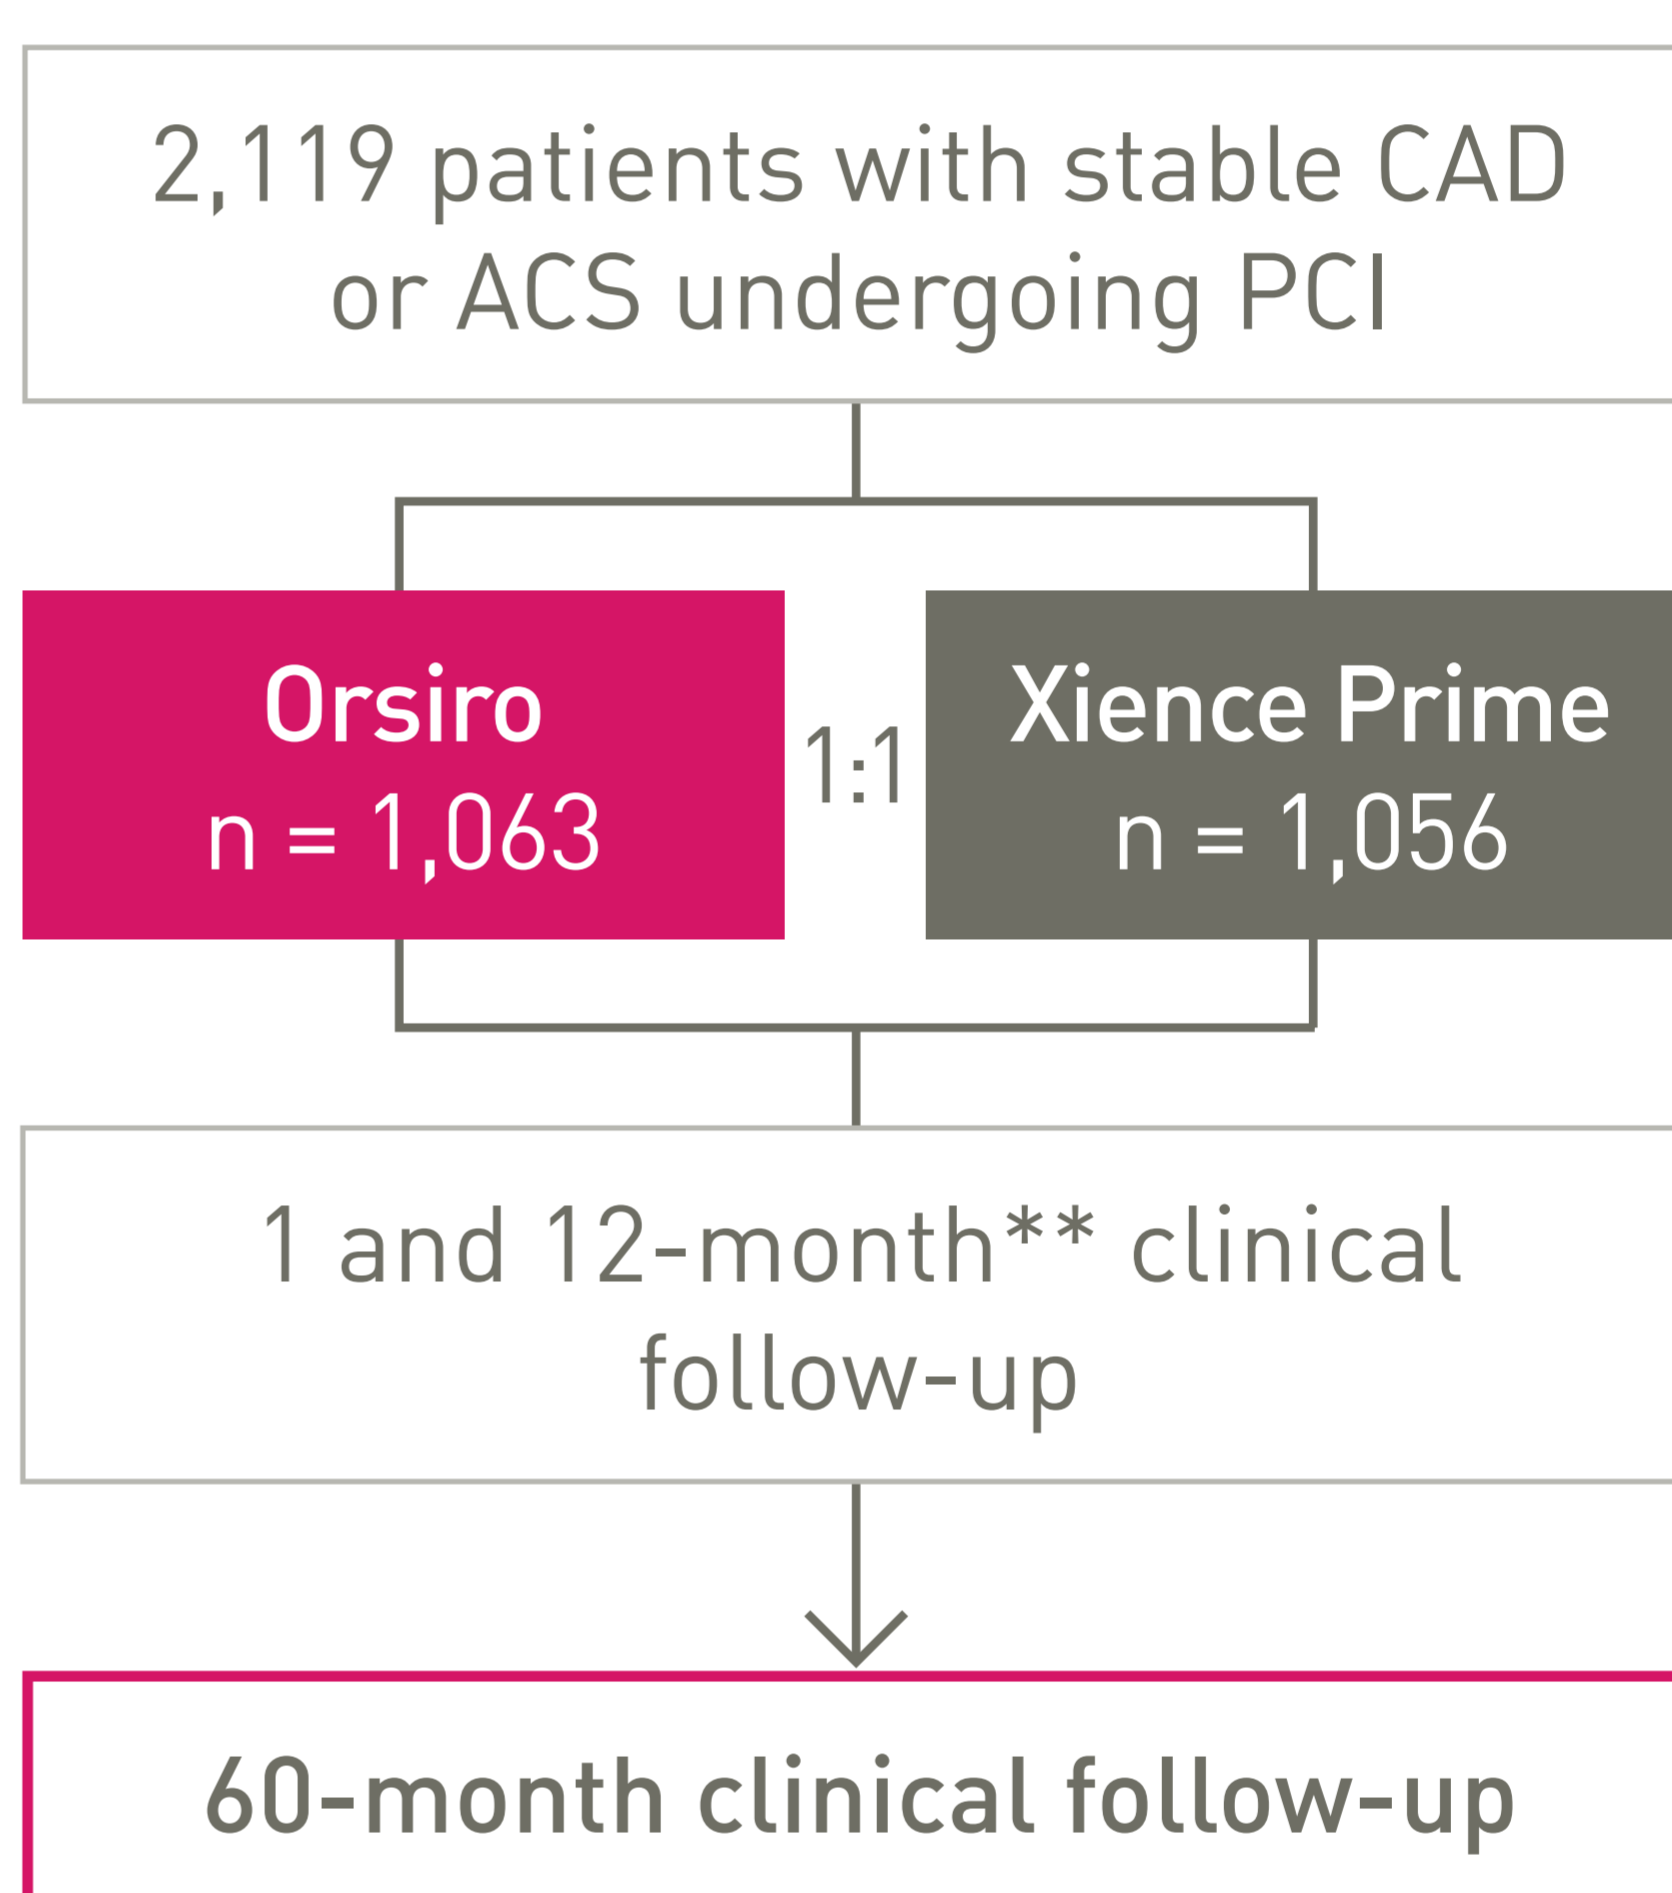 2,119 patients with stable CAD
or ACS undergoing PCI
Orsiro
n = 1,063
1:1
Xience Prime
n = 1,056
1 and 12-month** clinical
follow-up
60-month clinical follow-up